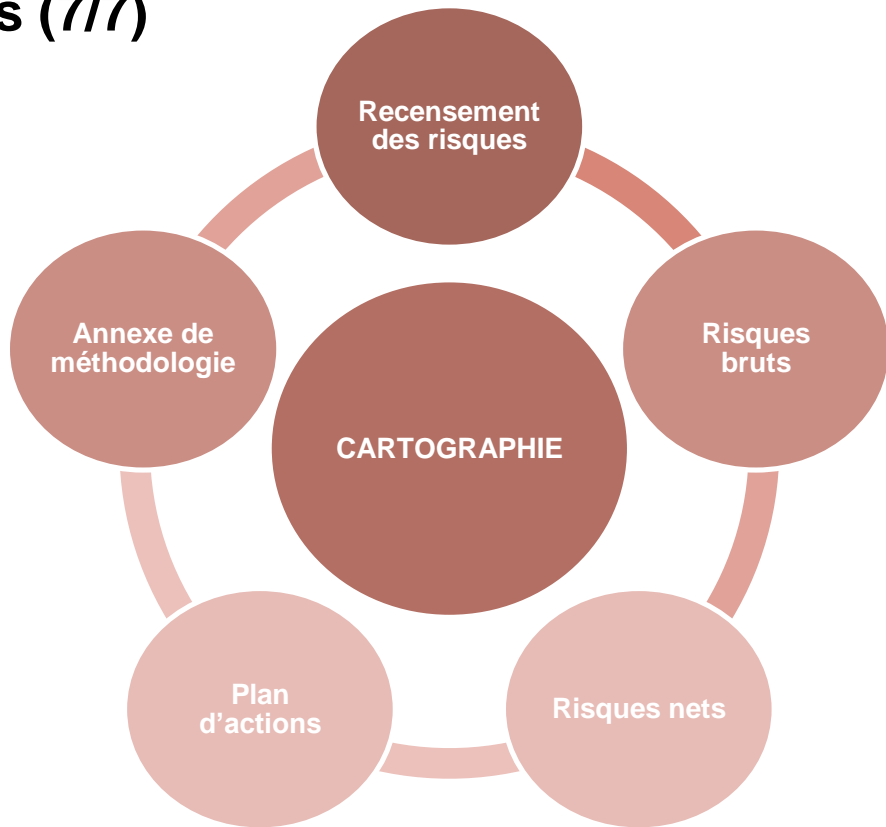 s (7/7)
Recensement
des risques
Risques
bruts
Risques nets
Plan
d’actions
Annexe de
méthodologie
CARTOGRAPHIE